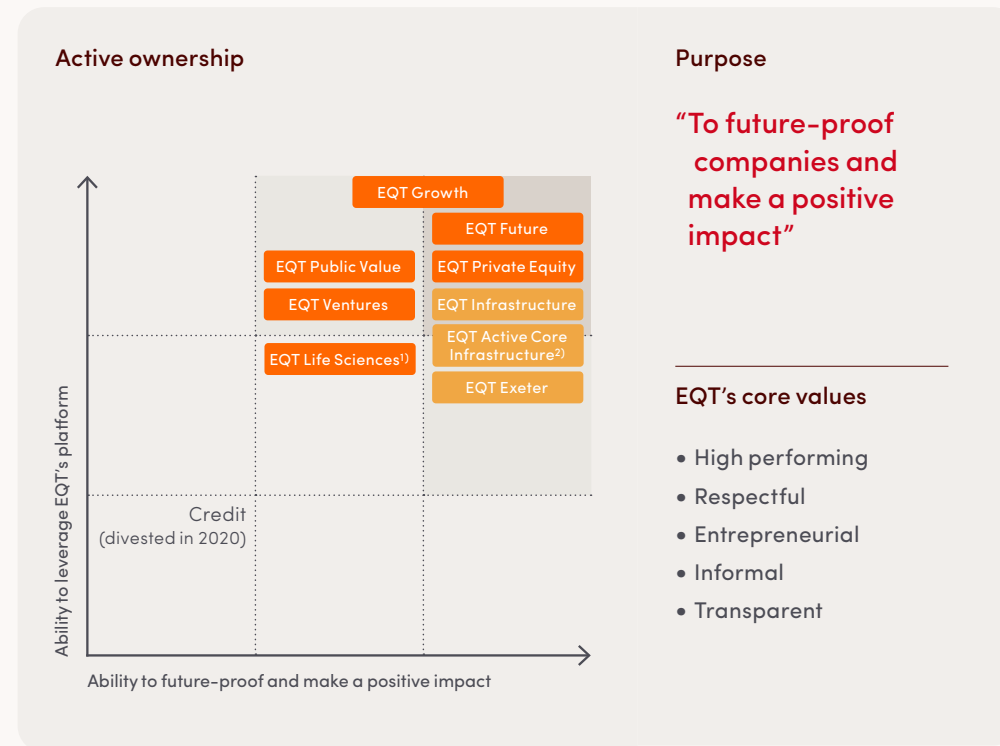 Active ownership
EQT Growth
EQT Future
EQT Public Value
EQT Private Equity
EQT Ventures
EQT Infrastructure
EQT Active Core
Infrastructure²⁾
EQT Life Sciences¹⁾
EQT Exeter
Credit
(divested in 2020)
Ability to leverage EQT’s platform
Ability to future-proof and make a positive impact
Purpose
“To future-proof
companies and
make a positive
impact”
EQT’s core values
• High performing
• Respectful
• Entrepreneurial
• Informal
• Transparent